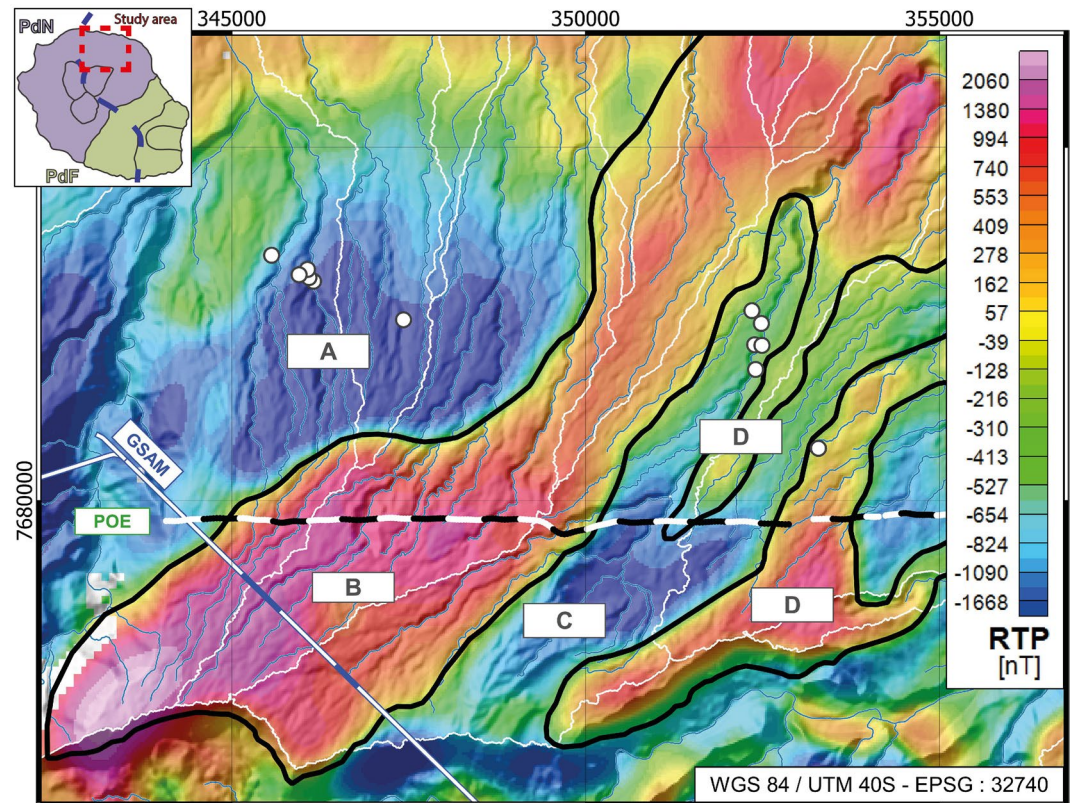 345000
350000
355000
PdN
Study area
PdF
7680000
A
GSAM
POE
B
C
D
D
2060
1380
994
740
553
409
278
162
57
-39
-128
-216
-310
-413
-527
-654
-824
-1090
-1668
RTP
[nT]
WGS 84 / UTM 40S - EPSG : 32740